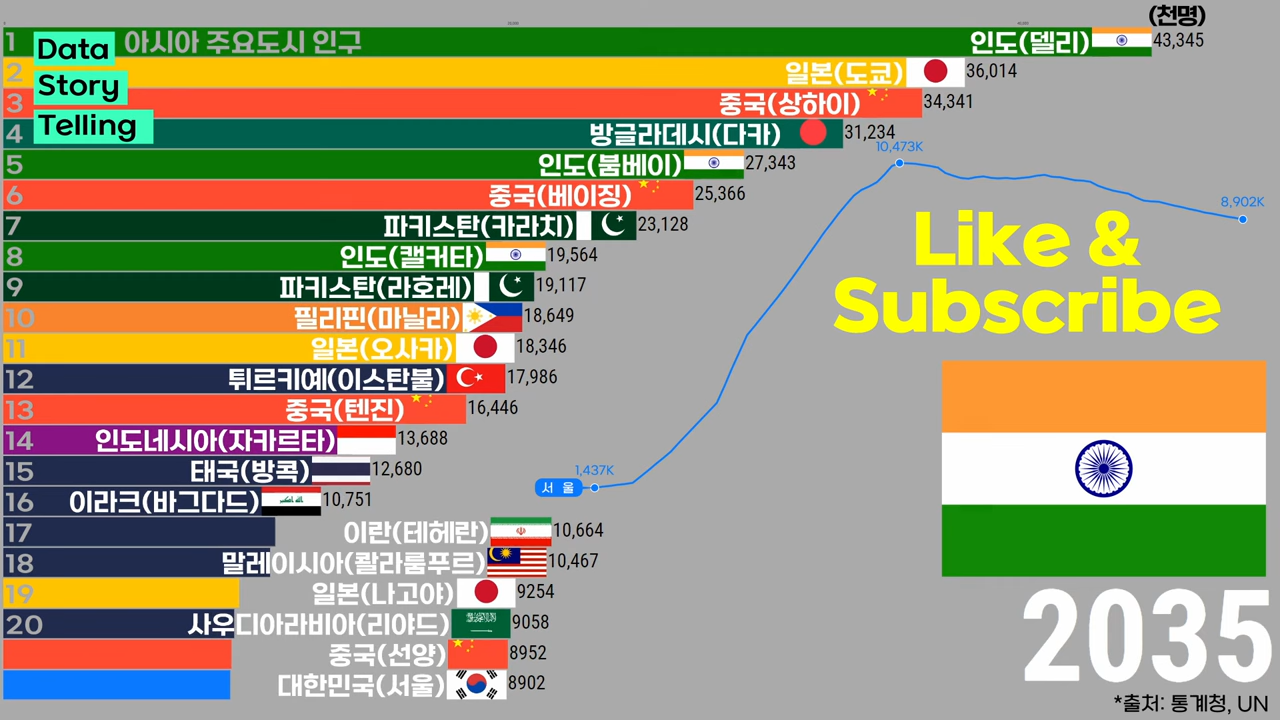 (천명)
1 Data 아시아 주요도시 인구 인도(델리) 43,345
2 일본(도쿄) 36,014
Story
3 중국(상하이) 34,341
Telling
4 방글라데시(다카) 31,234
10,473K
5 인도(붐베이) 27,343
6 중국(베이징) 25,366
8,902K
7 파키스탄(카라치) 23,128
Like &
8 인도(캘커타) 19,564
9 파키스탄(라호레) 19,117
Subscribe
10 필리핀(마닐라) 18,649
11 일본(오사카) 18,346
12 튀르키예(이스탄불) 17,986
13 중국(텐진) 16,446
14 인도네시아(자카르타) 13,688
15 태국(방콕) 12,680
1,437K
서 울
16 이라크(바그다드) 10,751
17 이란(테헤란) 10,664
18 말레이시아(콸라룸푸르) 10,467
19 일본(나고야) 9254
20 사우디아라비아(리야드) 9058
중국(선양) 8952
2035
대한민국(서울) 8902
*출처: 통계청, UN